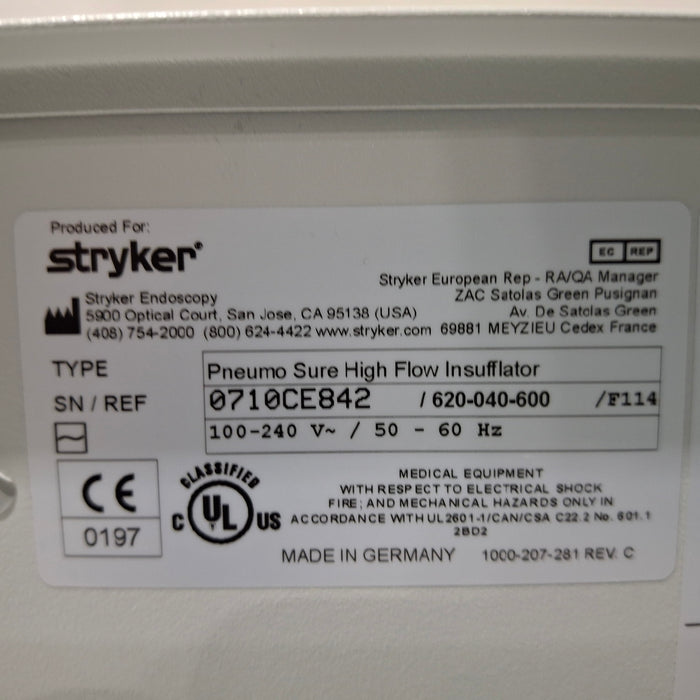 Produced For:
stryker®
EC REP
Stryker European Rep - RA/QA Manager
ZAC Satolas Green Pusignan
Av. De Satolas Green
69881 MEYZIEU Cedex France
Stryker Endoscopy
5900 Optical Court, San Jose, CA 95138 (USA)
(408) 754-2000 (800) 624-4422 www.stryker.com
TYPE Pneumo Sure High Flow Insufflator
SN / REF 0710CE842 / 620-040-600 /F114
100-240 V~ / 50 - 60 Hz
CE
0197
CLASSIFIED
C UL US
MEDICAL EQUIPMENT
WITH RESPECT TO ELECTRICAL SHOCK
FIRE; AND MECHANICAL HAZARDS ONLY IN
ACCORDANCE WITH UL2601-1/CAN/CSA C22.2 No. 601.1
2BD2
MADE IN GERMANY 1000-207-281 REV. C